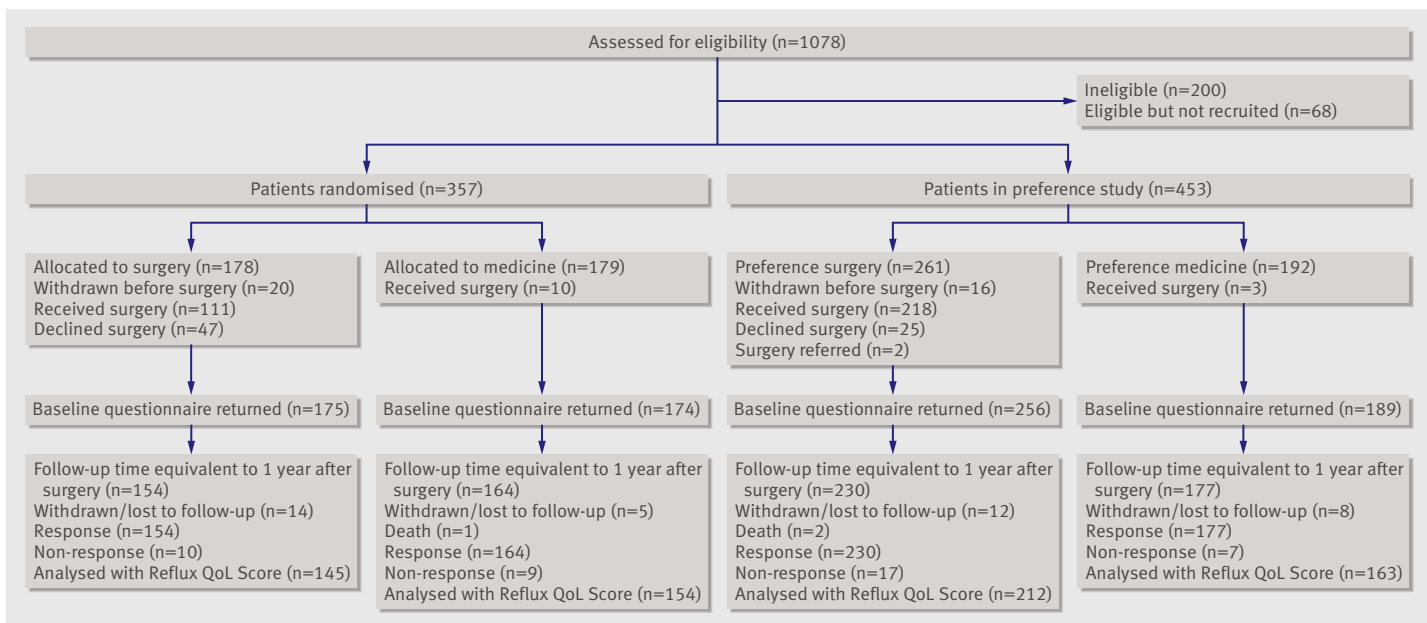 Assessed for eligibility (n=1078)
Ineligible (n=200)
Eligible but not recruited (n=68)
Patients randomised (n=357)
Patients in preference study (n=453)
Allocated to surgery (n=178)
Withdrawn before surgery (n=20)
Received surgery (n=111)
Declined surgery (n=47)
Allocated to medicine (n=179)
Received surgery (n=10)
Preference surgery (n=261)
Withdrawn before surgery (n=16)
Received surgery (n=218)
Declined surgery (n=25)
Surgery referred (n=2)
Preference medicine (n=192)
Received surgery (n=3)
Baseline questionnaire returned (n=175)
Baseline questionnaire returned (n=174)
Baseline questionnaire returned (n=256)
Baseline questionnaire returned (n=189)
Follow-up time equivalent to 1 year after
surgery (n=154)
Withdrawn/lost to follow-up (n=14)
Response (n=154)
Non-response (n=10)
Analysed with Reflux QoL Score (n=145)
Follow-up time equivalent to 1 year after
surgery (n=164)
Withdrawn/lost to follow-up (n=5)
Death (n=1)
Response (n=164)
Non-response (n=9)
Analysed with Reflux QoL Score (n=154)
Follow-up time equivalent to 1 year after
surgery (n=230)
Withdrawn/lost to follow-up (n=12)
Death (n=2)
Response (n=230)
Non-response (n=17)
Analysed with Reflux QoL Score (n=212)
Follow-up time equivalent to 1 year after
surgery (n=177)
Withdrawn/lost to follow-up (n=8)
Response (n=177)
Non-response (n=7)
Analysed with Reflux QoL Score (n=163)